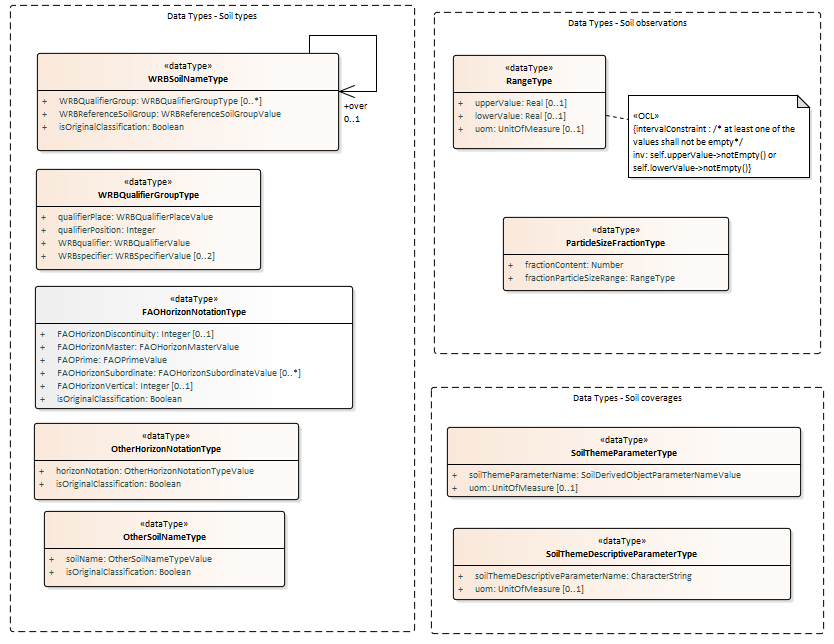 Data Types - Soil types
«dataType»
WRBSoilNameType
+ WRBQualifierGroup: WRBQualifierGroupType [0..*]
+ WRBReferenceSoilGroup: WRBReferenceSoilGroupValue
+ isOriginalClassification: Boolean
+over
0..1
«dataType»
WRBQualifierGroupType
+ qualifierPlace: WRBQualifierPlaceValue
+ qualifierPosition: Integer
+ WRBqualifier: WRBQualifierValue
+ WRBspecifier: WRBSpecifierValue [0..2]
«dataType»
FAOHorizonNotationType
+ FAOHorizonDiscontinuity: Integer [0..1]
+ FAOHorizonMaster: FAOHorizonMasterValue
+ FAOPrime: FAOPrimeValue
+ FAOHorizonSubordinate: FAOHorizonSubordinateValue [0..*]
+ FAOHorizonVertical: Integer [0..1]
+ isOriginalClassification: Boolean
«dataType»
OtherHorizonNotationType
+ horizonNotation: OtherHorizonNotationTypeValue
+ isOriginalClassification: Boolean
«dataType»
OtherSoilNameType
+ soilName: OtherSoilNameTypeValue
+ isOriginalClassification: Boolean
Data Types - Soil observations
«dataType»
RangeType
+ upperValue: Real [0..1]
+ lowerValue: Real [0..1]
+ uom: UnitOfMeasure [0..1]
«OCL»
{intervalConstraint : /* at least one of the
values shall not be empty*/
inv: self.upperValue->notEmpty() or
self.lowerValue->notEmpty()}
«dataType»
ParticleSizeFractionType
+ fractionContent: Number
+ fractionParticleSizeRange: RangeType
Data Types - Soil coverages
«dataType»
SoilThemeParameterType
+ soilThemeParameterName: SoilDerivedObjectParameterNameValue
+ uom: UnitOfMeasure [0..1]
«dataType»
SoilThemeDescriptiveParameterType
+ soilThemeDescriptiveParameterName: CharacterString
+ uom: UnitOfMeasure [0..1]